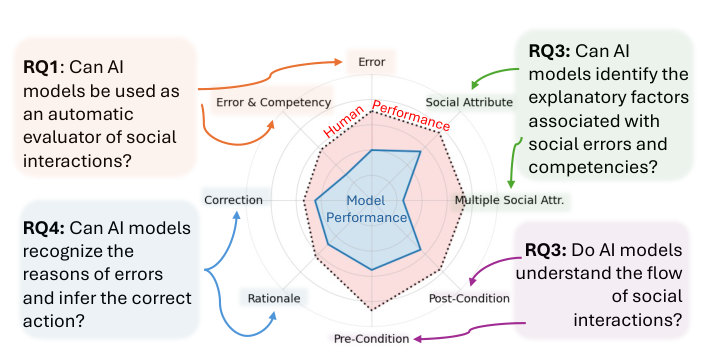 RQ1: Can AI
models be used as
an automatic
evaluator of social
interactions?
RQ3: Can AI
models identify the
explanatory factors
associated with
social errors and
competencies?
RQ4: Can AI models
recognize the
reasons of errors
and infer the correct
action?
RQ3: Do AI models
understand the flow
of social
interactions?
Error
Error & Competency
Social Attribute
Human Performance
Correction
Model
Performance
Multiple Social Attr.
Rationale
Post-Condition
Pre-Condition